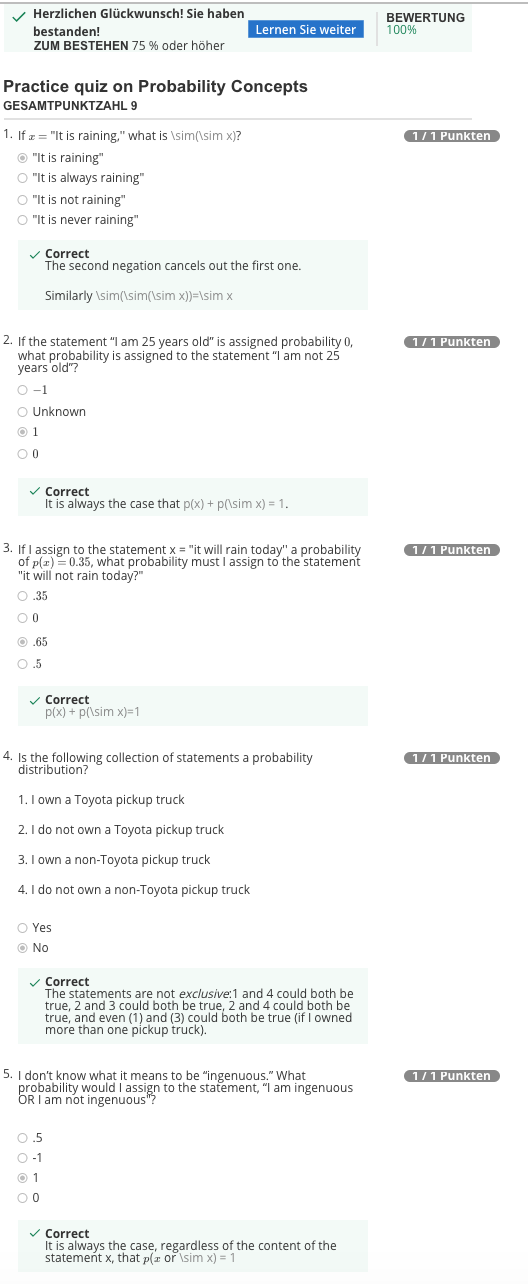 Herzlichen Glückwunsch! Sie haben
bestanden!
ZUM BESTEHEN 75 % oder höher
Lernen Sie weiter
BEWERTUNG
100%
Practice quiz on Probability Concepts
GESAMTPUNKTZAHL 9
1. If x = "It is raining," what is \sim(\sim x)?
1 / 1 Punkten
"It is raining"
"It is always raining"
"It is not raining"
"It is never raining"
Correct
The second negation cancels out the first one.
Similarly \sim(\sim(\sim x))=\sim x
2. If the statement “I am 25 years old” is assigned probability 0,
what probability is assigned to the statement “I am not 25
years old”?
1 / 1 Punkten
−1
Unknown
1
0
Correct
It is always the case that p(x) + p(\sim x) = 1.
3. If I assign to the statement x = "it will rain today" a probability
of p(x) = 0.35, what probability must I assign to the statement
"it will not rain today?"
1 / 1 Punkten
.35
0
.65
.5
Correct
p(x) + p(\sim x)=1
4. Is the following collection of statements a probability
distribution?
1 / 1 Punkten
1. I own a Toyota pickup truck
2. I do not own a Toyota pickup truck
3. I own a non-Toyota pickup truck
4. I do not own a non-Toyota pickup truck
Yes
No
Correct
The statements are not exclusive:1 and 4 could both be
true, 2 and 3 could both be true, 2 and 4 could both be
true, and even (1) and (3) could both be true (if I owned
more than one pickup truck).
5. I don’t know what it means to be “ingenuous.” What
probability would I assign to the statement, “I am ingenuous
OR I am not ingenuous”?
1 / 1 Punkten
.5
-1
1
0
Correct
It is always the case, regardless of the content of the
statement x, that p(x or \sim x) = 1